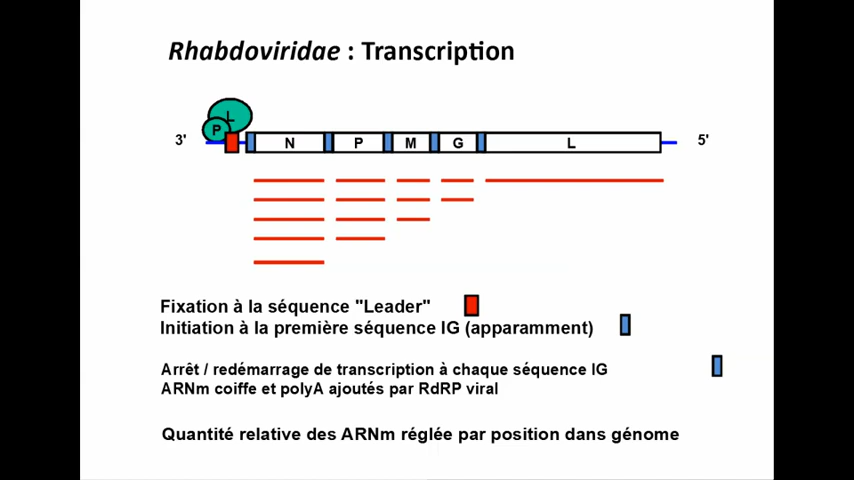 Rhabdoviridae : Transcription
L
P
3' N P M G L 5'
Fixation à la séquence "Leader"
Initiation à la première séquence IG (apparamment)
Arrêt / redémarrage de transcription à chaque séquence IG
ARNm coiffe et polyA ajoutés par RdRP viral
Quantité relative des ARNm réglée par position dans génome